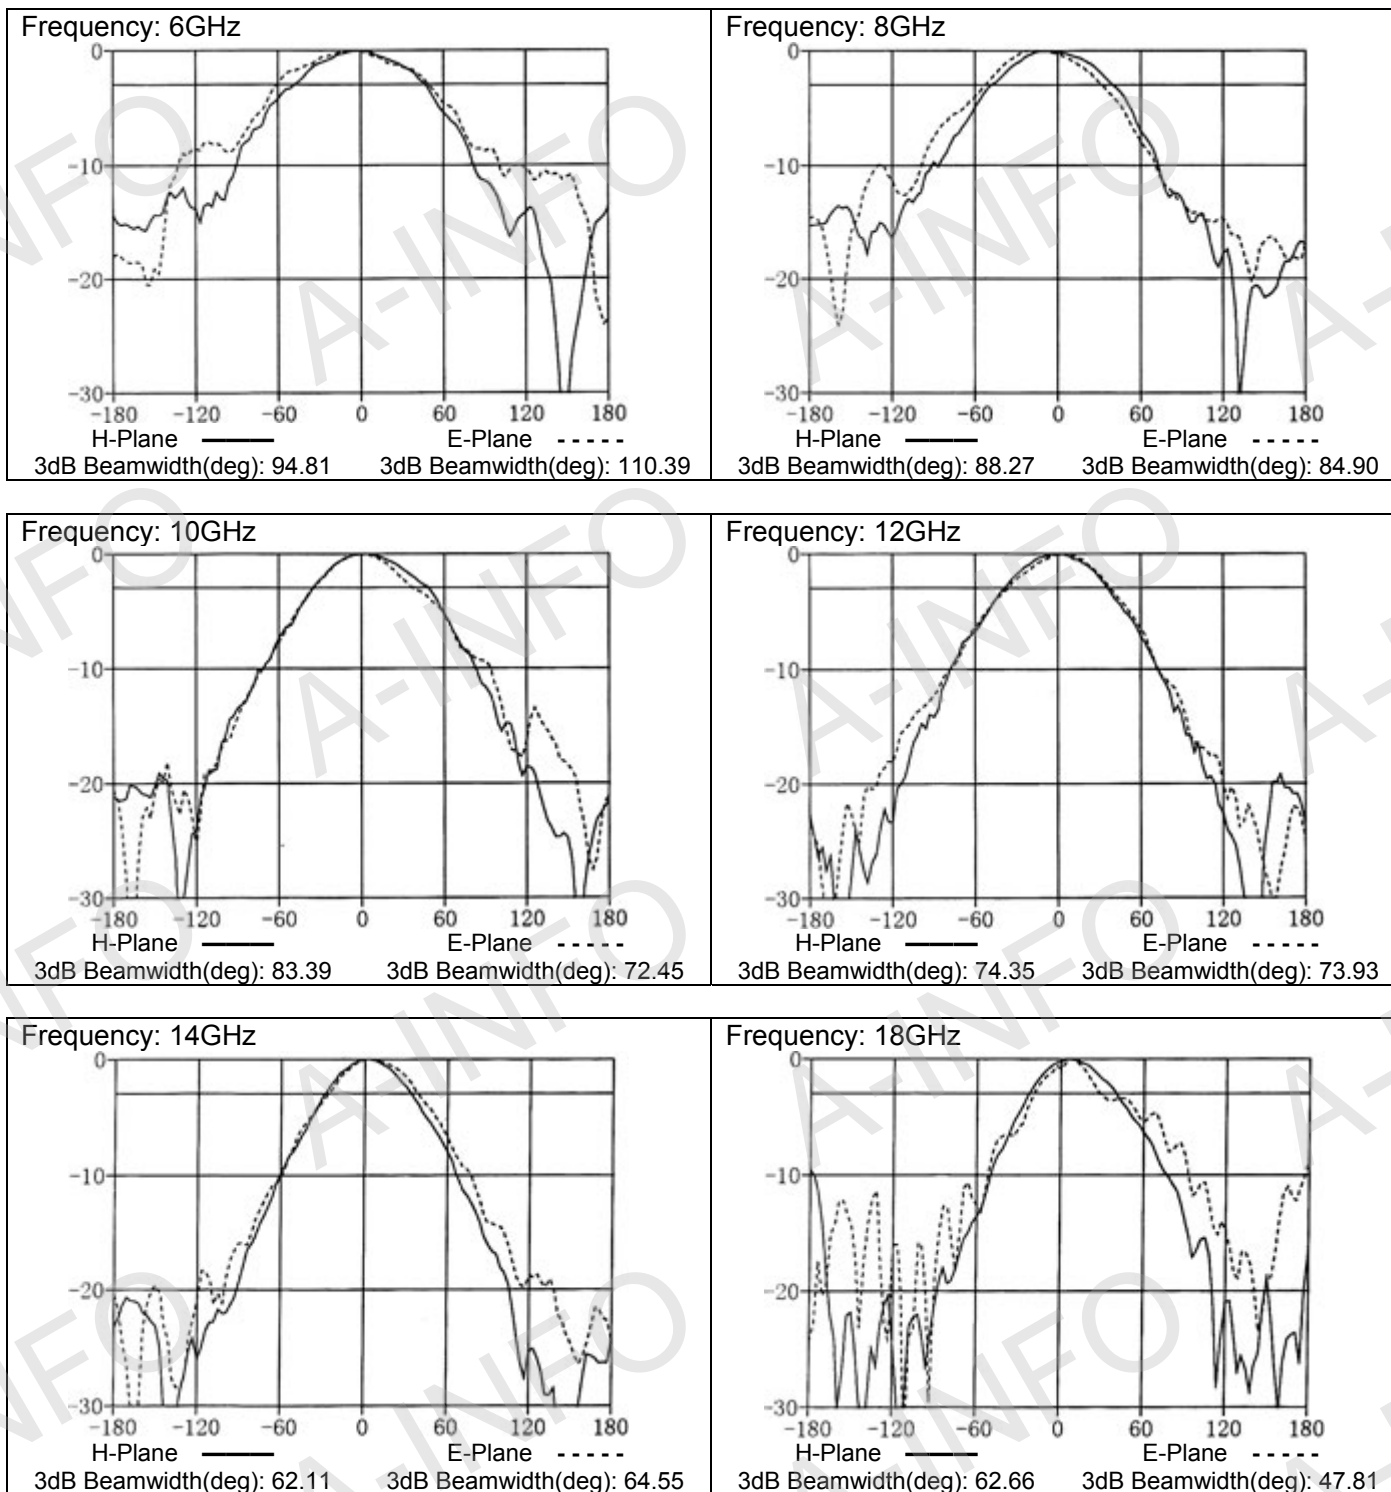 Frequency: 6GHz
0
-10
-20
-30
-180 -120 -60 0 60 120 180
H-Plane E-Plane
3dB Beamwidth(deg): 94.81 3dB Beamwidth(deg): 110.39
Frequency: 8GHz
0
-10
-20
-30
-180 -120 -60 0 60 120 180
H-Plane E-Plane
3dB Beamwidth(deg): 88.27 3dB Beamwidth(deg): 84.90
Frequency: 10GHz
0
-10
-20
-30
-180 -120 -60 0 60 120 180
H-Plane E-Plane
3dB Beamwidth(deg): 83.39 3dB Beamwidth(deg): 72.45
Frequency: 12GHz
0
-10
-20
-30
-180 -120 -60 0 60 120 180
H-Plane E-Plane
3dB Beamwidth(deg): 74.35 3dB Beamwidth(deg): 73.93
Frequency: 14GHz
0
-10
-20
-30
-180 -120 -60 0 60 120 180
H-Plane E-Plane
3dB Beamwidth(deg): 62.11 3dB Beamwidth(deg): 64.55
Frequency: 18GHz
0
-10
-20
-30
-180 -120 -60 0 60 120 180
H-Plane E-Plane
3dB Beamwidth(deg): 62.66 3dB Beamwidth(deg): 47.81
A-INFO